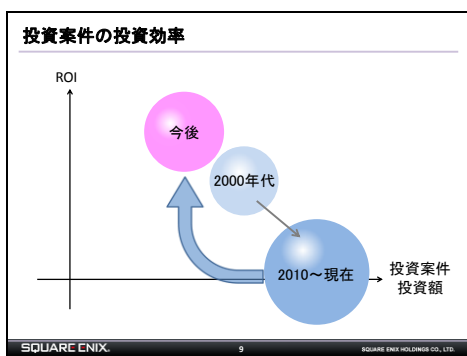 投資案件の投資効率
ROI
今後
2000年代
2010～現在
投資案件
投資額
SQUARE ENIX.
9
SQUARE ENIX HOLDINGS CO., LTD.